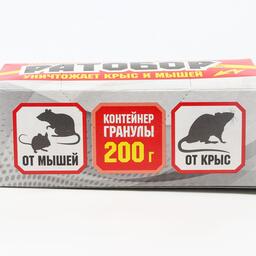 РАТОБОР
УНИЧТОЖАЕТ КРЫС И МЫШЕЙ
ОТ МЫШЕЙ
КОНТЕЙНЕР
ГРАНУЛЫ
200 г
ОТ КРЫС